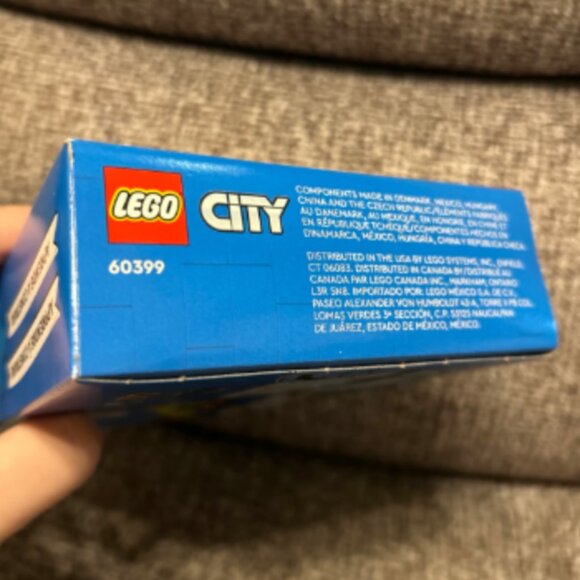 LEGO
CITY
60399
COMPONENTS MADE IN DENMARK, MEXICO, HUNGARY,
CHINA AND THE CZECH REPUBLIC/ÉLÉMENTS FABRIQUÉS
AU DANEMARK, AU MEXIQUE, EN HONGRIE, EN CHINE ET
EN RÉPUBLIQUE TCHÈQUE/COMPONENTES HECHOS EN
DINAMARCA, MÉXICO, HUNGRÍA, CHINA Y REPÚBLICA CHECA.
DISTRIBUTED IN THE USA BY LEGO SYSTEMS, INC., ENFIELD,
CT 06083. DISTRIBUTED IN CANADA BY/DISTRIBUÉ AU
CANADA PAR LEGO CANADA INC., MARKHAM, ONTARIO
L3R 5N8. IMPORTADO POR: LEGO MÉXICO S.A. DE C.V.,
PASEO ALEXANDER VON HUMBOLDT 43 A, TORRE II PB COL.
LOMAS VERDES 3ª SECCIÓN, C.P. 53125 NAUCALPAN
DE JUÁREZ, ESTADO DE MÉXICO, MÉXICO.